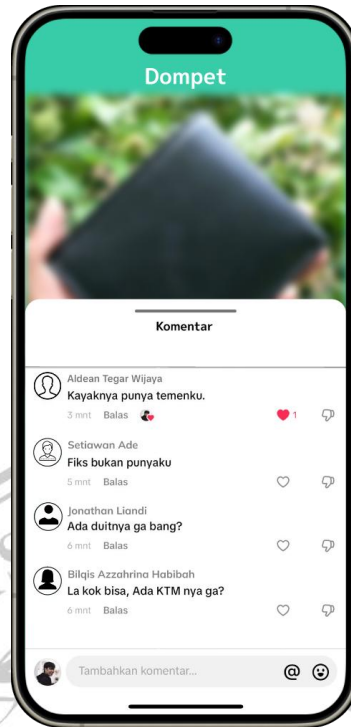 Dompet
Komentar
Aldean Tegar Wijaya
Kayaknya punya temenku.
3 mnt Balas 1
Setiawan Ade
Fiks bukan punyaku
5 mnt Balas
Jonathan Liandi
Ada duitnya ga bang?
6 mnt Balas
Bilqis Azzahrina Habibah
La kok bisa, Ada KTM nya ga?
6 mnt Balas
Tambahkan komentar... @